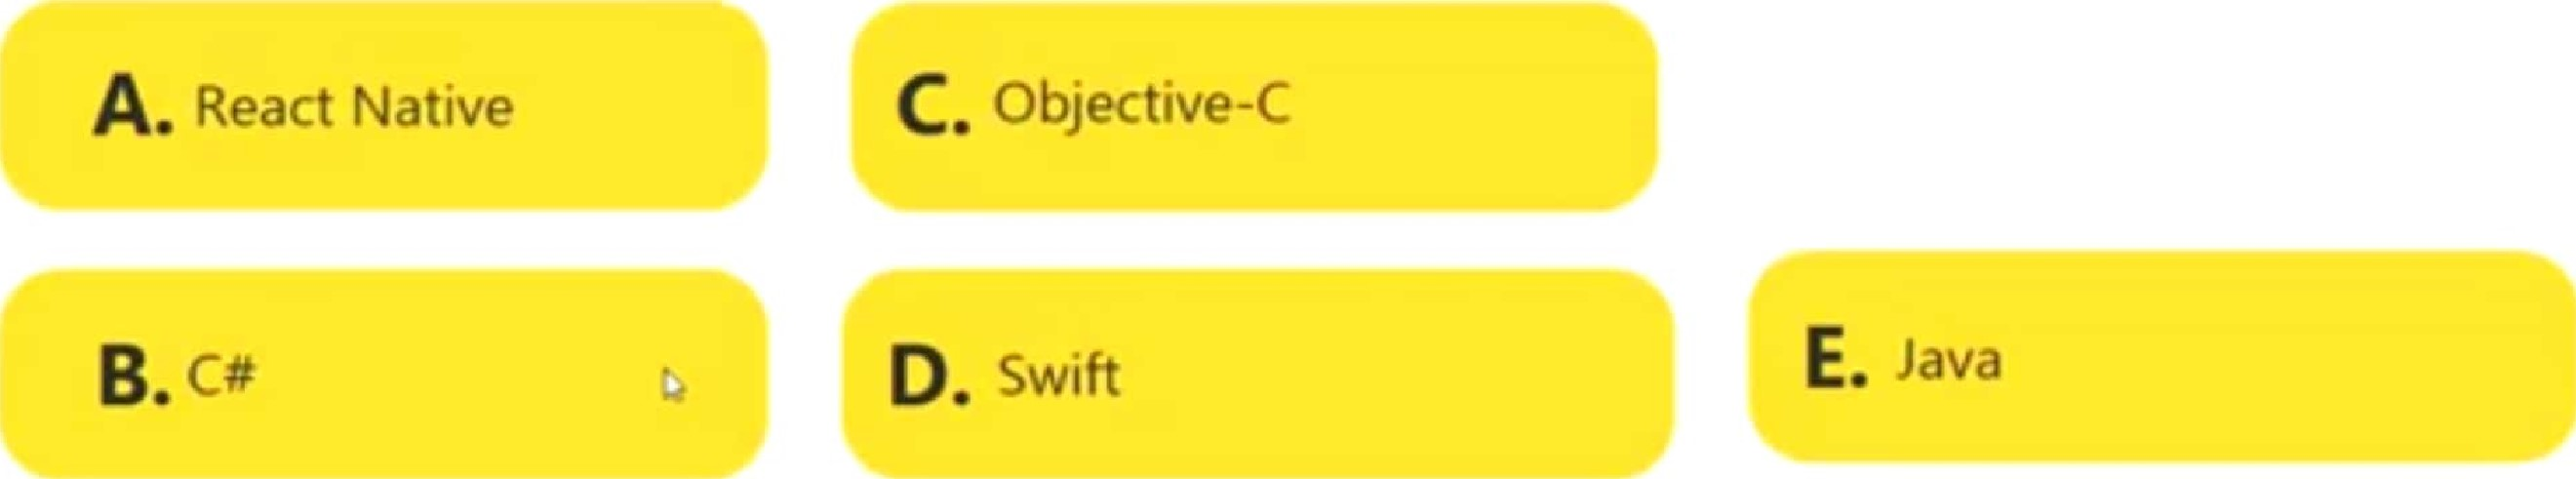 A. React Native
B. C#
C. Objective-C
D. Swift
E. Java